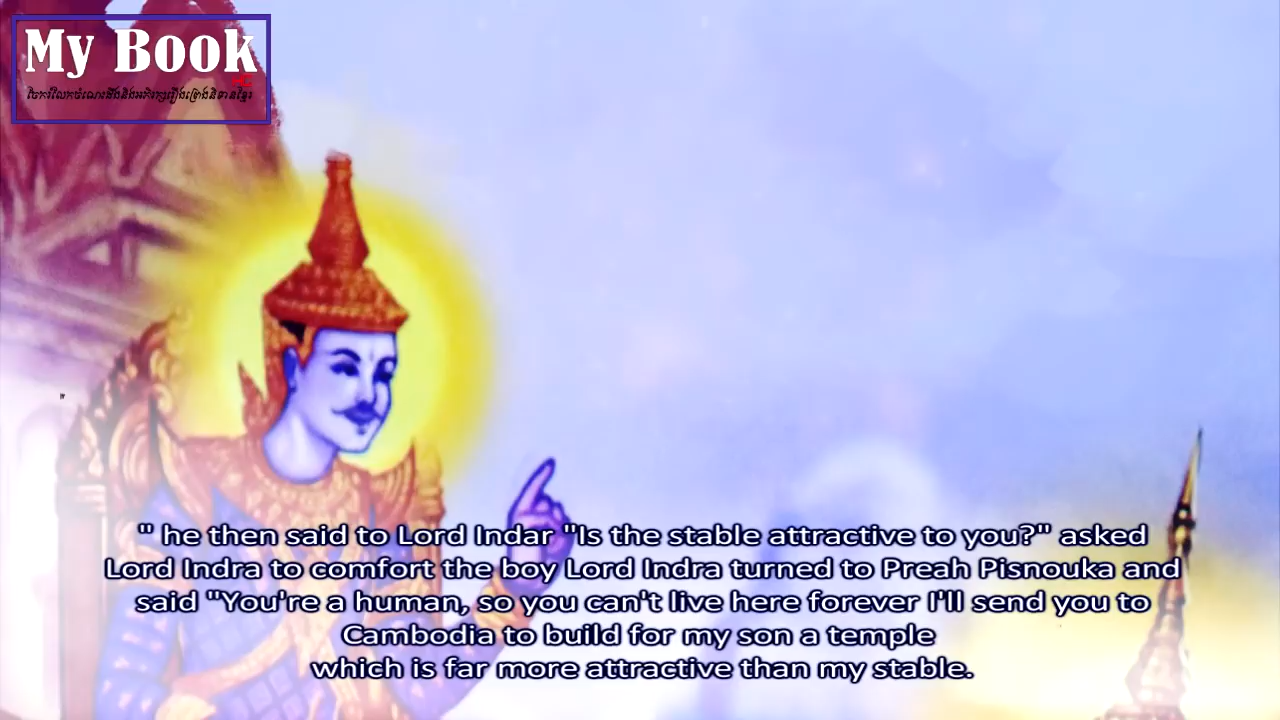 My Book
" he then said to Lord Indar "Is the stable attractive to you?" asked
Lord Indra to comfort the boy Lord Indra turned to Preah Pisnouka and
said "You're a human, so you can't live here forever I'll send you to
Cambodia to build for my son a temple
which is far more attractive than my stable.